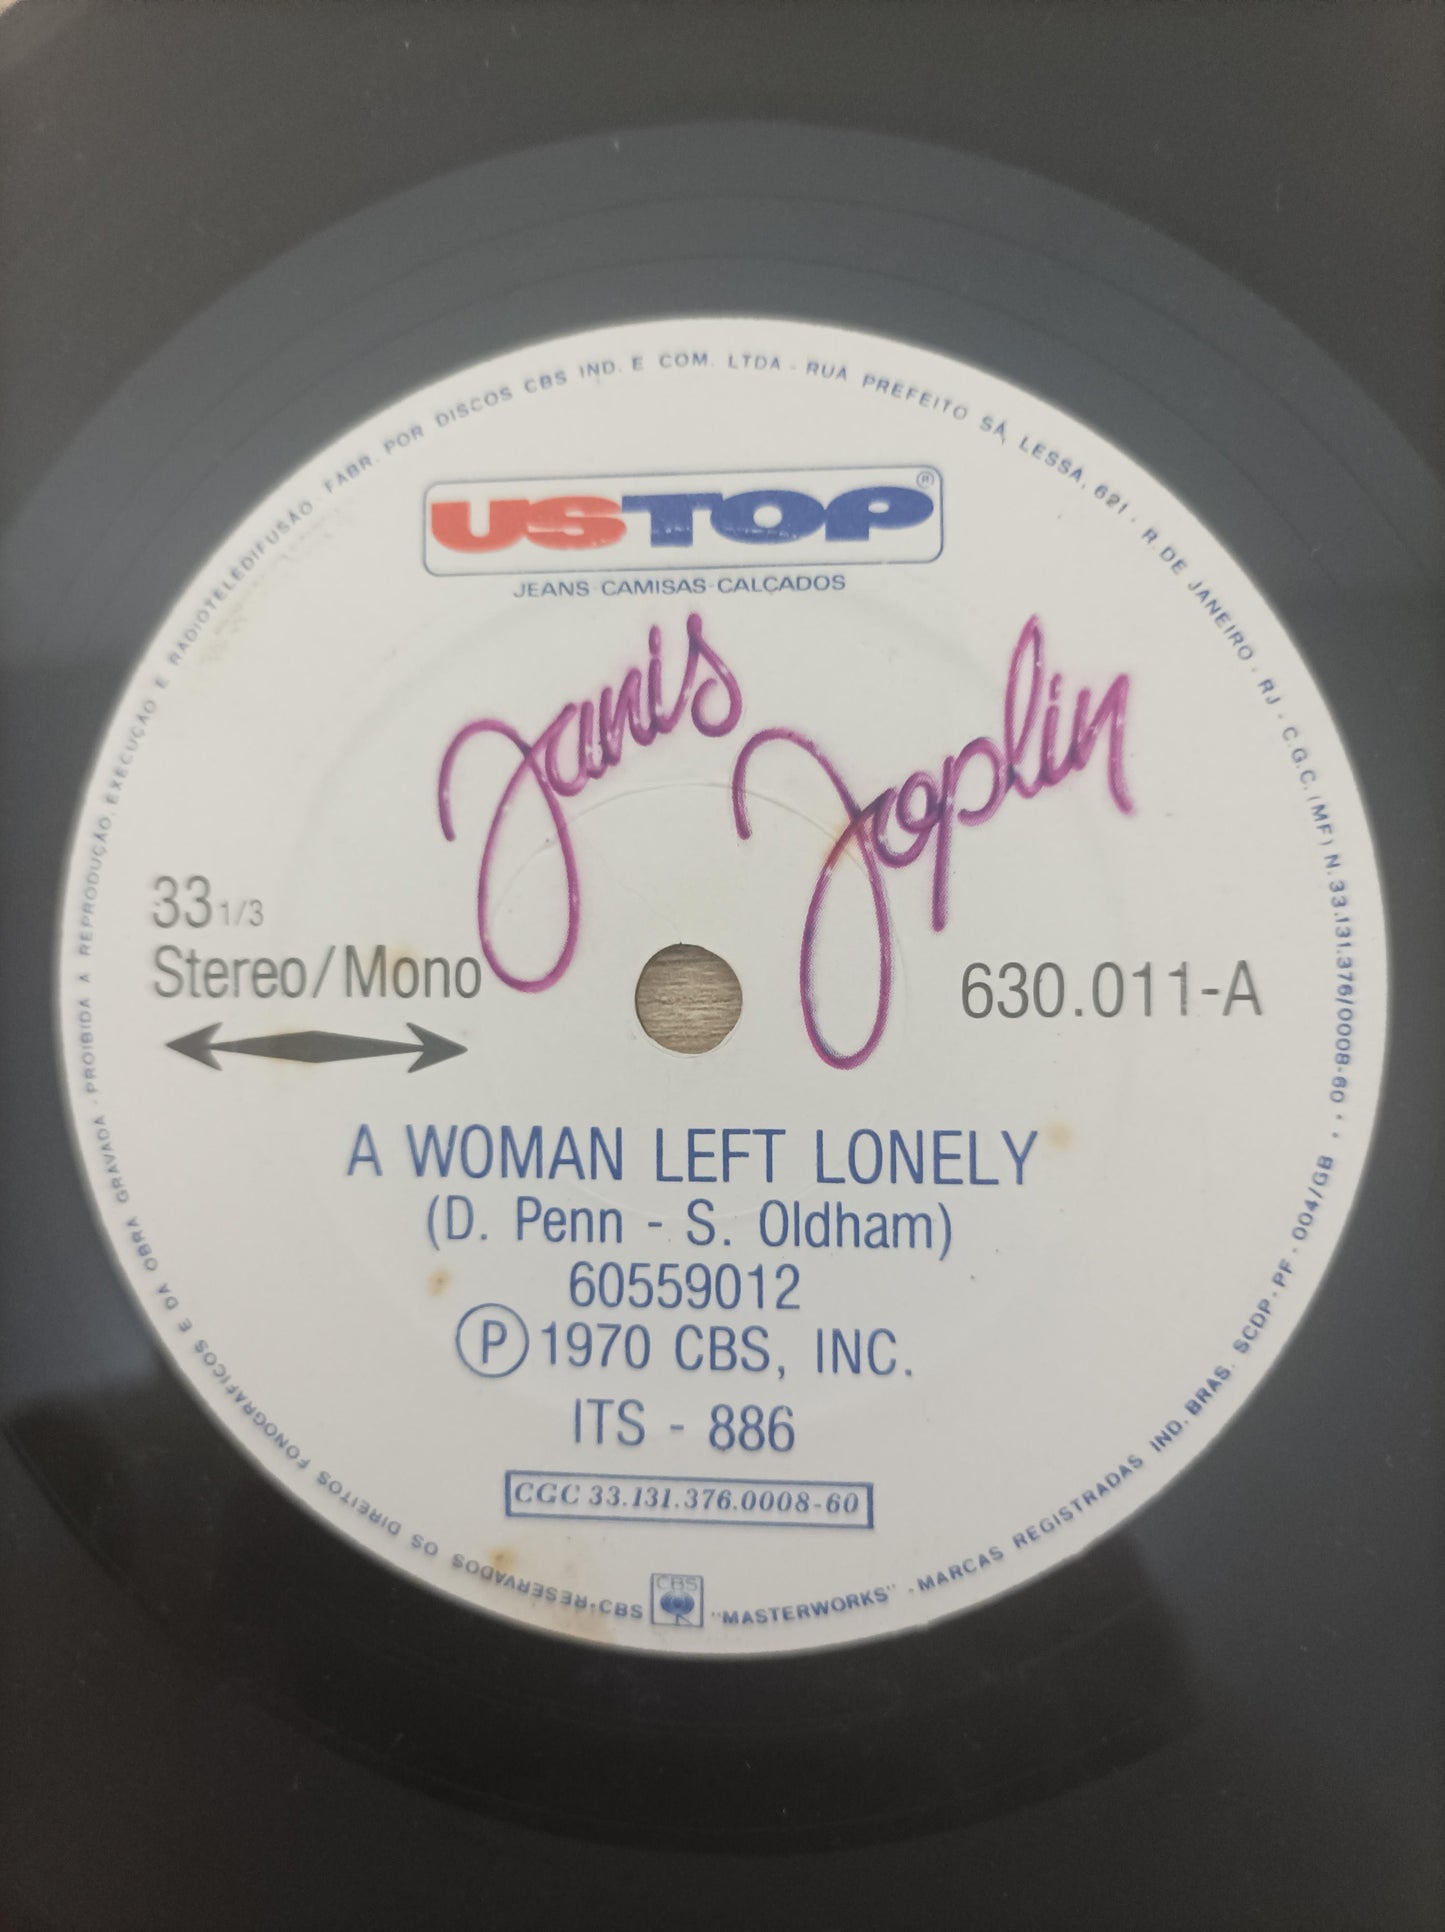 FABR. POR DISCOS CBS IND. E COM. LTDA - RUA PREFEITO SÁ, LESSA, 621 - R. DE JANEIRO - RJ - C.G.C. (MF) N. 33.131.376/0008-60 • • SCDP - PF - 004/GB
USTOP®
JEANS-CAMISAS-CALÇADOS
Janis Joplin
33 1/3
Stereo/Mono
630.011-A
A WOMAN LEFT LONELY
(D. Penn - S. Oldham)
60559012
Ⓟ 1970 CBS, INC.
ITS - 886
CGC 33.131.376.0008-60
CBS
CBS "MASTERWORKS" - MARCAS REGISTRADAS IND. BRAS.
RESERVADOS OS DIREITOS FONOGRAFICOS E DA OBRA GRAVADA - PROIBIDA A REPRODUÇÃO, EXECUÇÃO E RADIOTELEDIFUSÃO